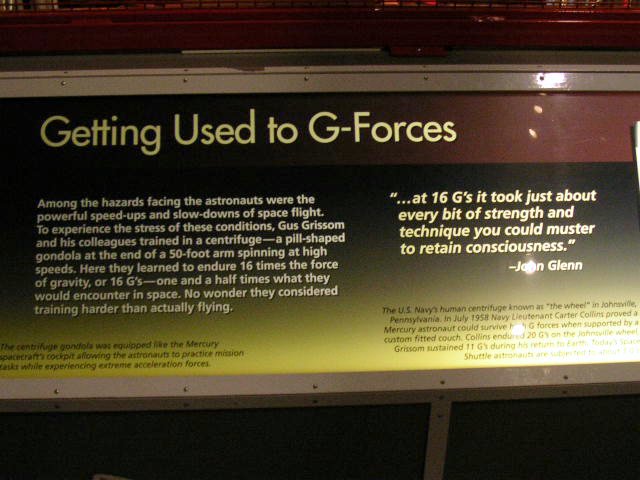 Getting Used to G-Forces
Among the hazards facing the astronauts were the
powerful speed-ups and slow-downs of space flight.
To experience the stress of these conditions, Gus Grissom
and his colleagues trained in a centrifuge—a pill-shaped
gondola at the end of a 50-foot arm spinning at high
speeds. Here they learned to endure 16 times the force
of gravity, or 16 G's—one and a half times what they
would encounter in space. No wonder they considered
training harder than actually flying.
The centrifuge gondola was equipped like the Mercury
spacecraft's cockpit allowing the astronauts to practice mission
tasks while experiencing extreme acceleration forces.
"...at 16 G's it took just about
every bit of strength and
technique you could muster
to retain consciousness."
–John Glenn
The U.S. Navy's human centrifuge known as "the wheel" in Johnsville,
Pennsylvania. In July 1958 Navy Lieutenant Carter Collins proved a
Mercury astronaut could survive G forces when supported by a
custom fitted couch. Collins endured 20 G's on the Johnsville wheel.
Grissom sustained 11 G's during his return to Earth. Today's Space
Shuttle astronauts are subjected to about